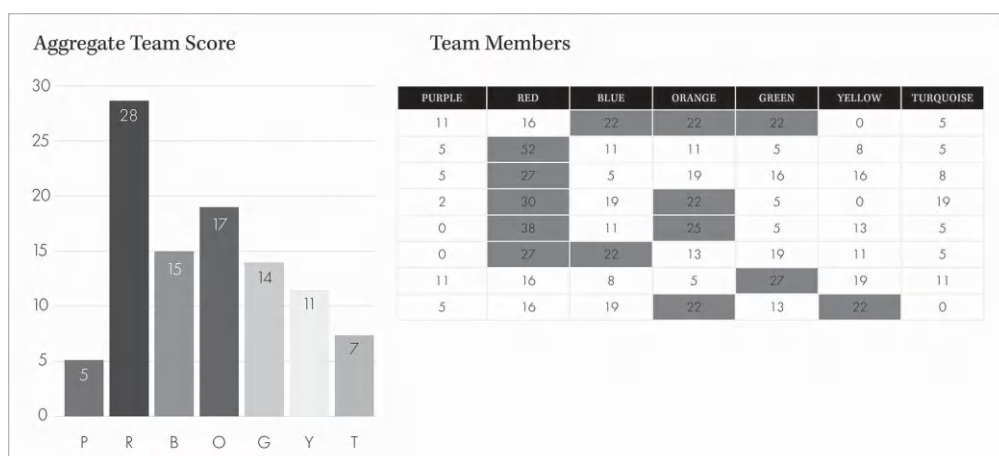 Aggregate Team Score
30
25
20
15
10
5
0
5
28
15
17
14
11
7
P R B O G Y T
Team Members
PURPLE RED BLUE ORANGE GREEN YELLOW TURQUOISE
11 16 22 22 22 0 5
5 52 11 11 5 8 5
5 27 5 19 16 16 8
2 30 19 22 5 0 19
0 38 11 25 5 13 5
0 27 22 13 19 11 5
11 16 8 5 27 19 11
5 16 19 22 13 22 0